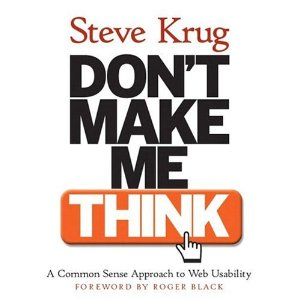 Steve Krug
DON'T
MAKE
ME
THINK
A Common Sense Approach to Web Usability
FOREWORD BY ROGER BLACK